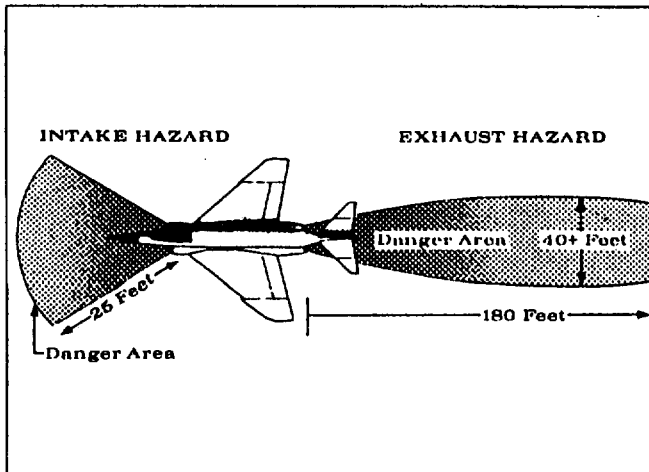 INTAKE HAZARD
EXHAUST HAZARD
Danger Area
40+ Feet
25 Feet
180 Feet
Danger Area